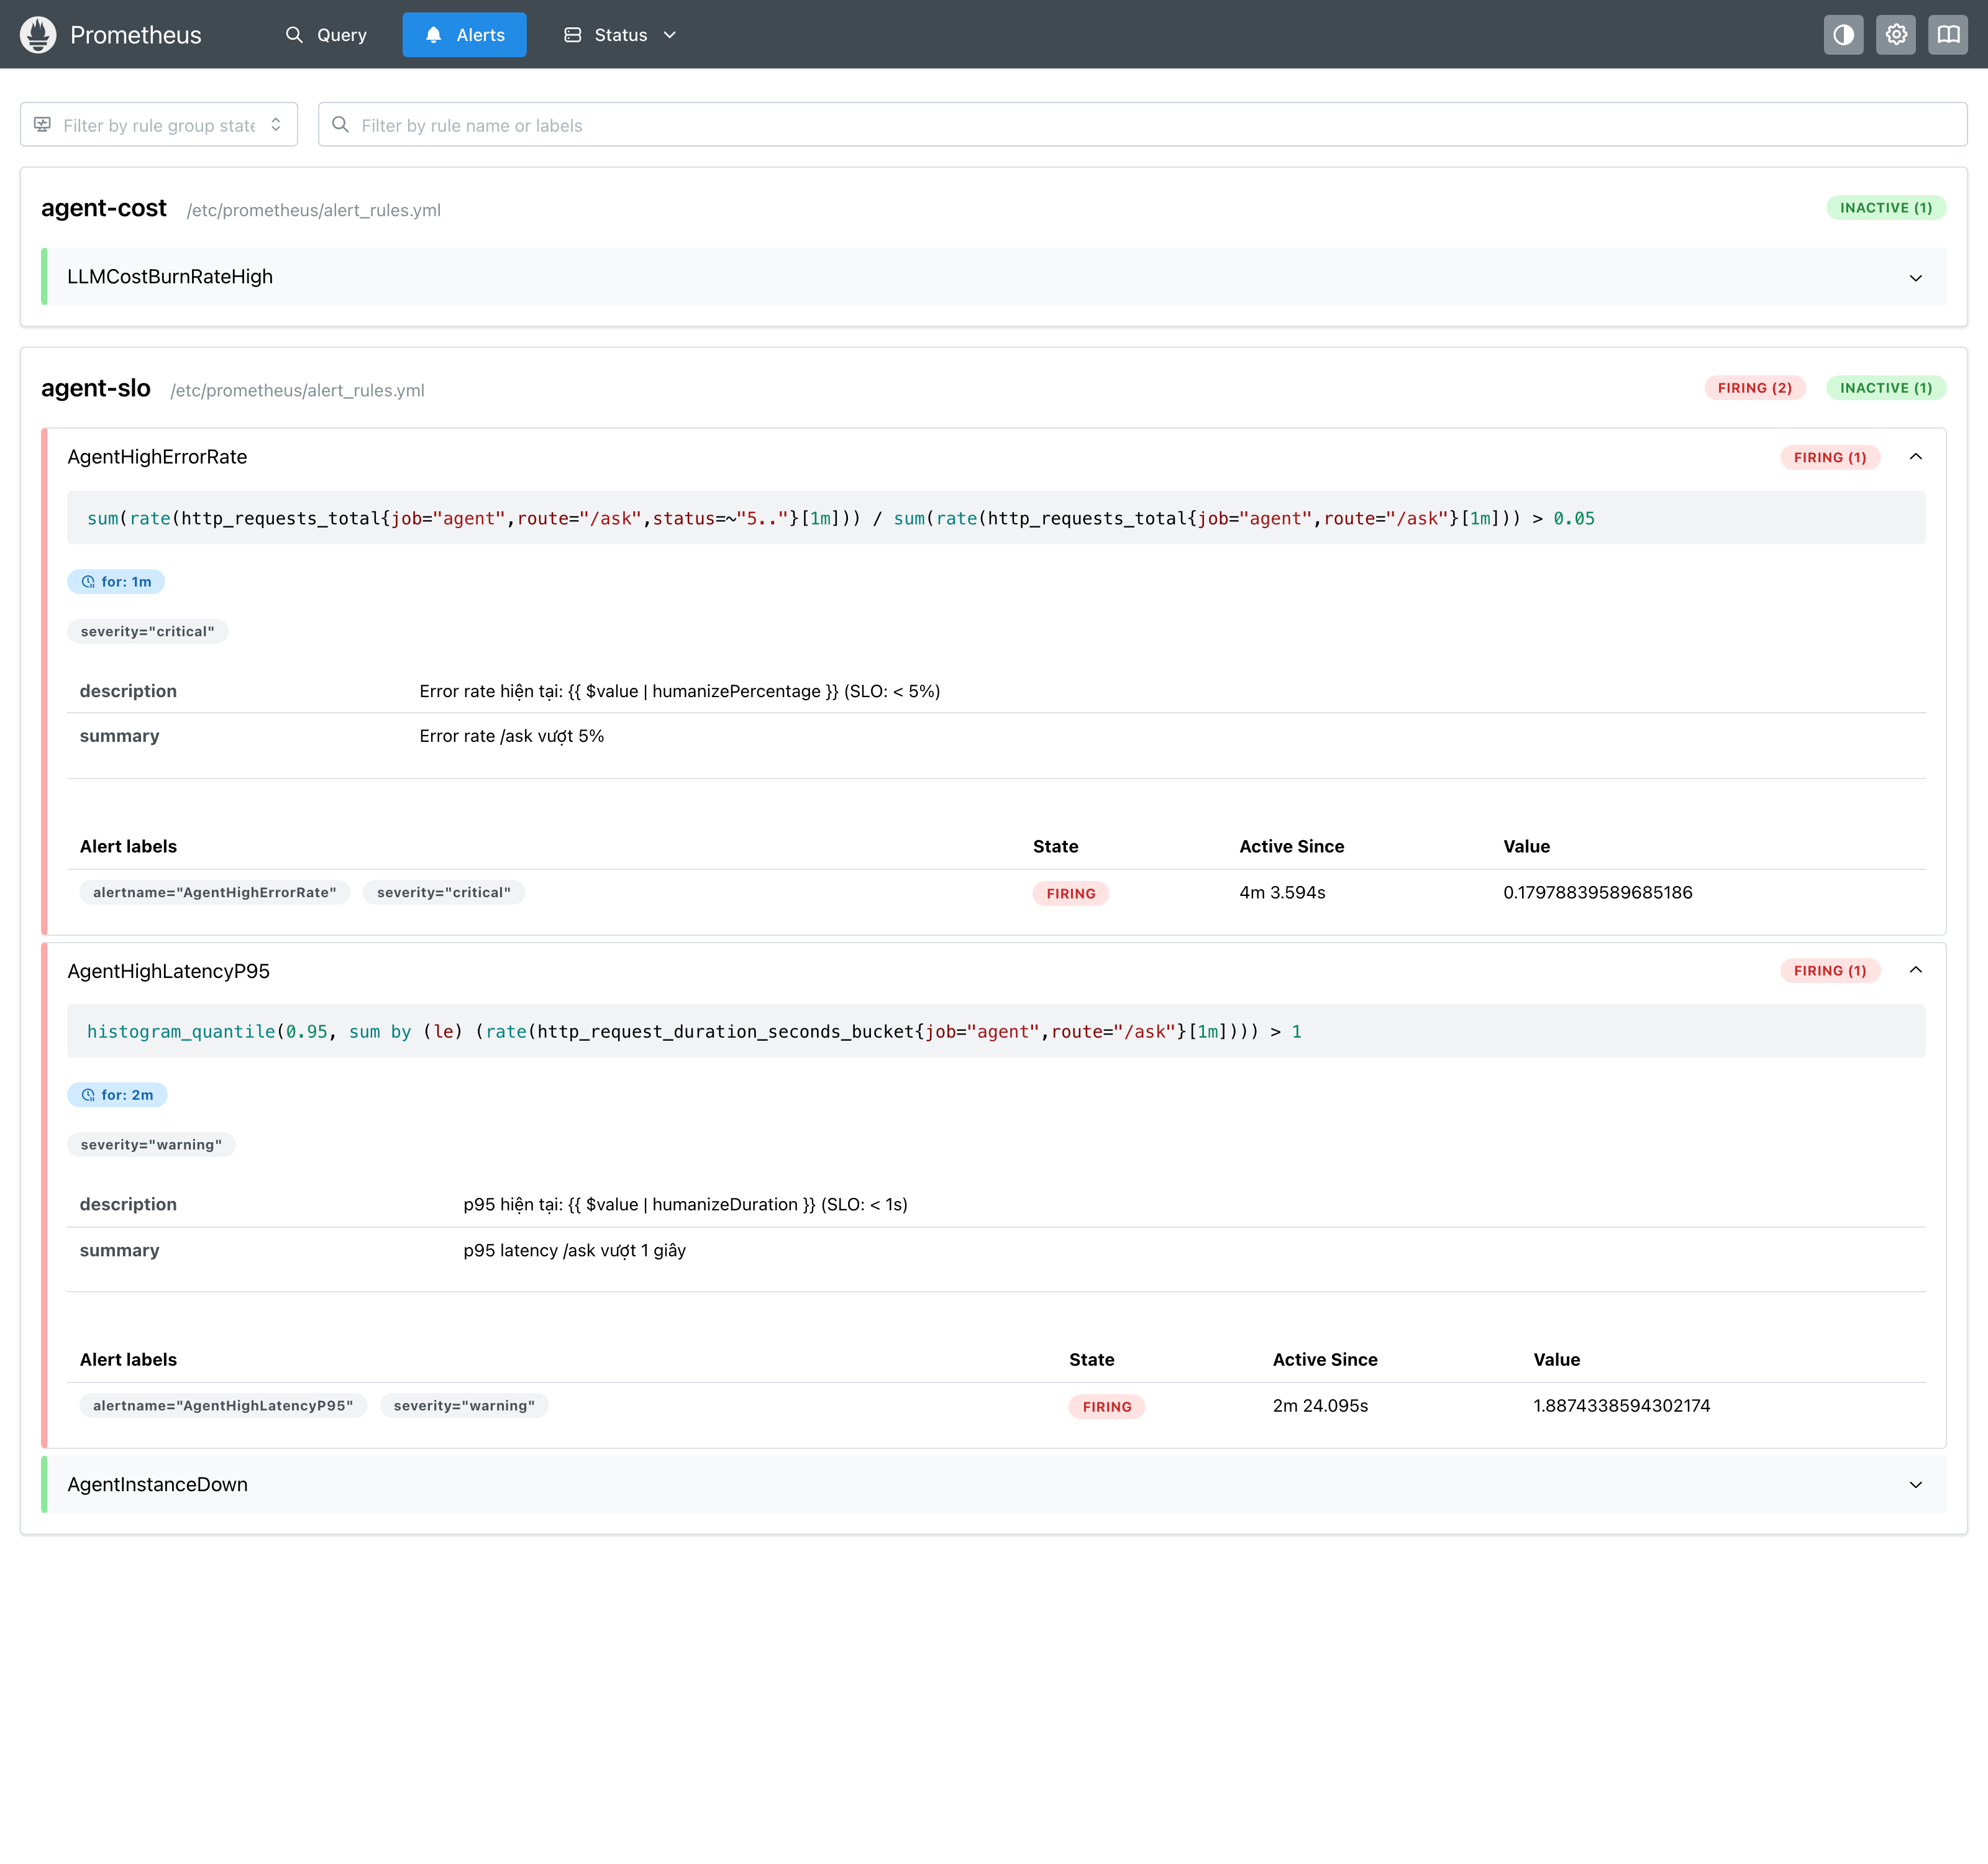 Prometheus
Query
Alerts
Status
Filter by rule group state
Filter by rule name or labels
agent-cost /etc/prometheus/alert_rules.yml INACTIVE (1)
LLMCostBurnRateHigh
agent-slo /etc/prometheus/alert_rules.yml FIRING (2) INACTIVE (1)
AgentHighErrorRate FIRING (1)
sum(rate(http_requests_total{job="agent",route="/ask",status=~"5.."}[1m])) / sum(rate(http_requests_total{job="agent",route="/ask"}[1m])) > 0.05
for: 1m
severity="critical"
description Error rate hiện tại: {{ $value | humanizePercentage }} (SLO: < 5%)
summary Error rate /ask vượt 5%
Alert labels State Active Since Value
alertname="AgentHighErrorRate" severity="critical" FIRING 4m 3.594s 0.17978839589685186
AgentHighLatencyP95 FIRING (1)
histogram_quantile(0.95, sum by (le) (rate(http_request_duration_seconds_bucket{job="agent",route="/ask"}[1m]))) > 1
for: 2m
severity="warning"
description p95 hiện tại: {{ $value | humanizeDuration }} (SLO: < 1s)
summary p95 latency /ask vượt 1 giây
Alert labels State Active Since Value
alertname="AgentHighLatencyP95" severity="warning" FIRING 2m 24.095s 1.8874338594302174
AgentInstanceDown